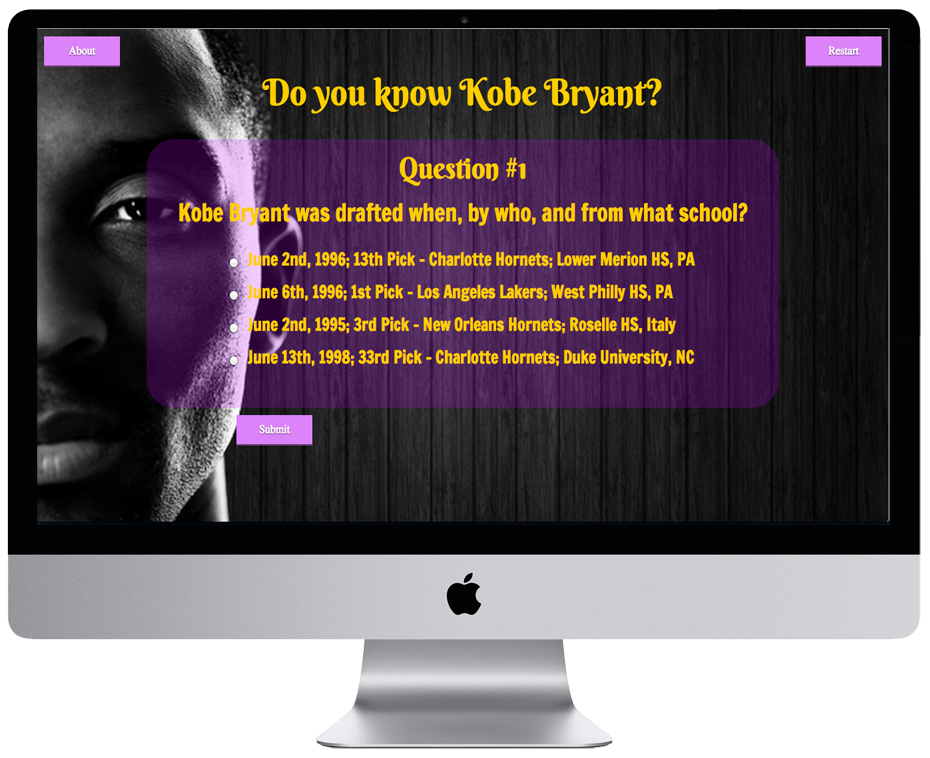 About
Restart
Do you know Kobe Bryant?
Question #1
Kobe Bryant was drafted when, by who, and from what school?
June 2nd, 1996; 13th Pick - Charlotte Hornets; Lower Merion HS, PA
June 6th, 1996; 1st Pick - Los Angeles Lakers; West Philly HS, PA
June 2nd, 1995; 3rd Pick - New Orleans Hornets; Roselle HS, Italy
June 13th, 1998; 33rd Pick - Charlotte Hornets; Duke University, NC
Submit